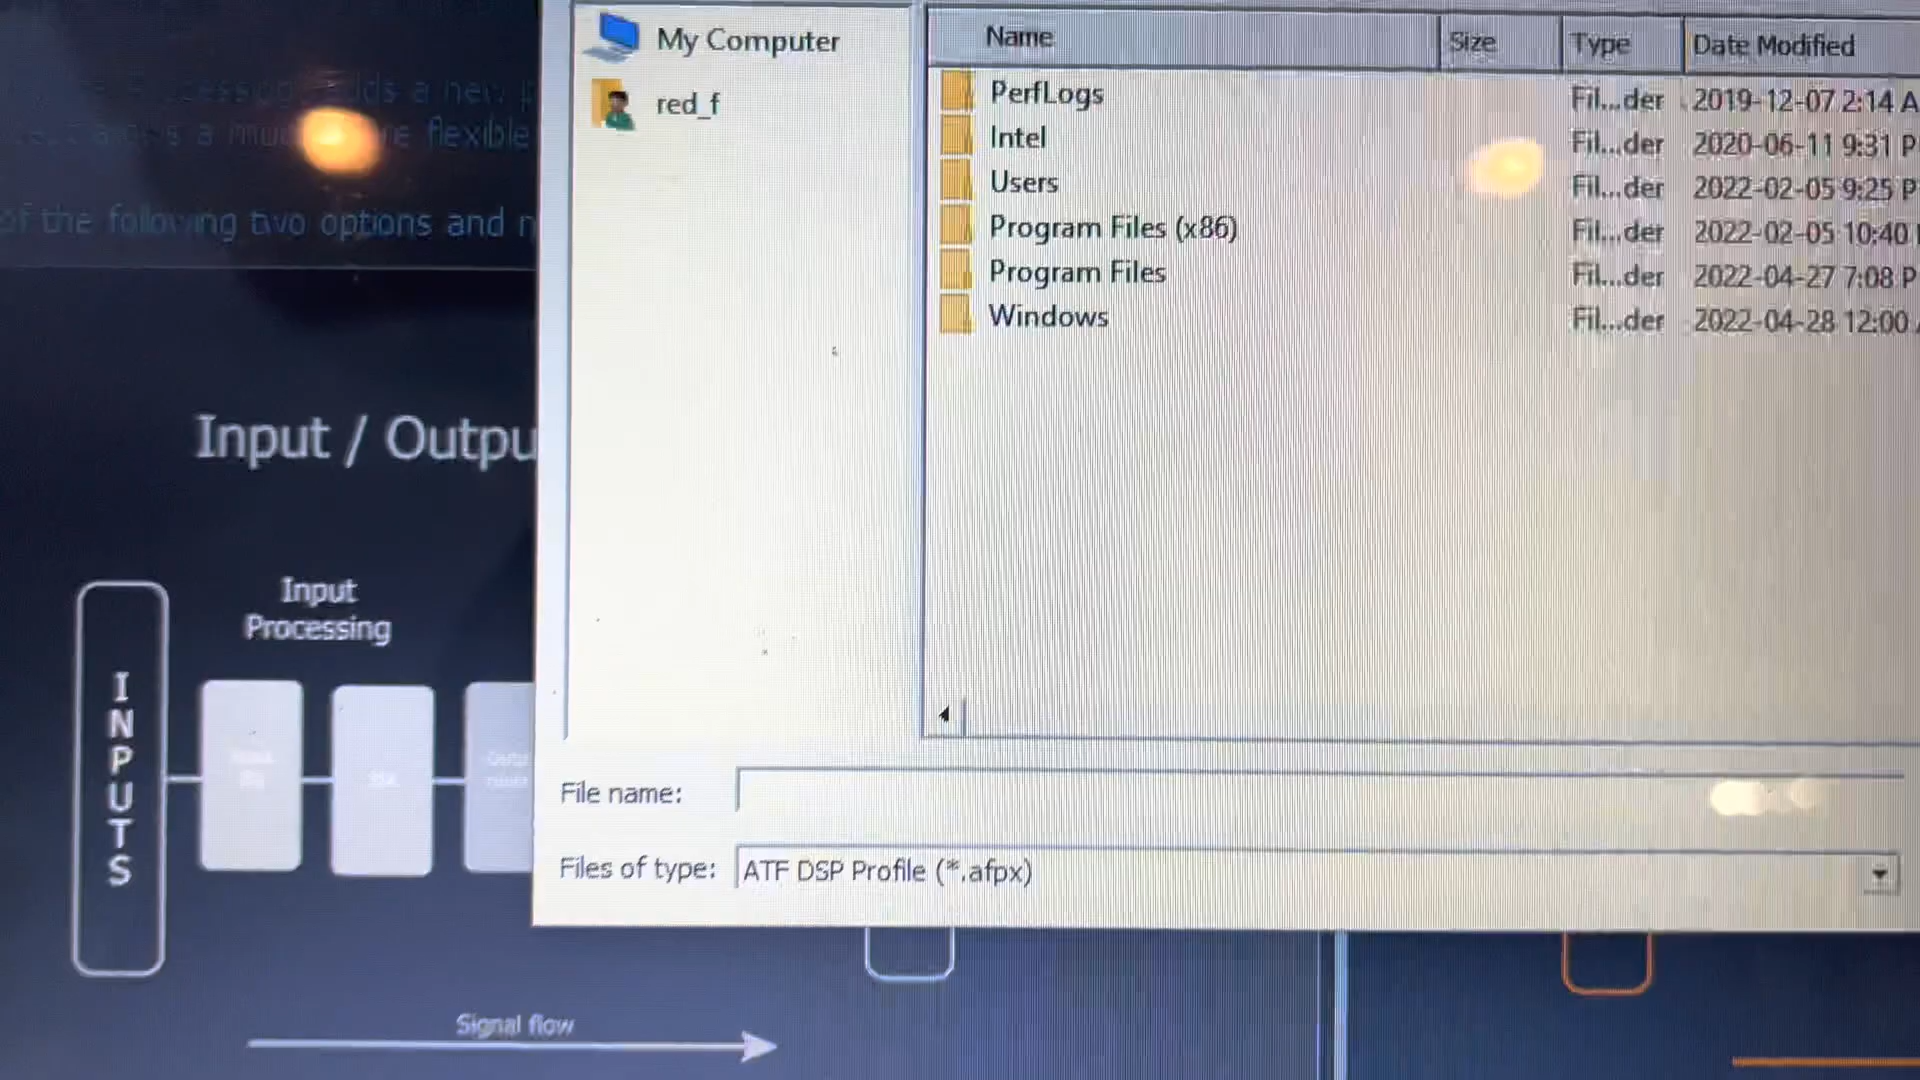 My Computer
red_f
Name Size Type Date Modified
PerfLogs Fil...der 2019-12-07 2:14 A
Intel Fil...der 2020-06-11 9:31 P
Users Fil...der 2022-02-05 9:25 P
Program Files (x86) Fil...der 2022-02-05 10:40
Program Files Fil...der 2022-04-27 7:08 P
Windows Fil...der 2022-04-28 12:00
adds a new
is a flexible
of the following two options and n
Input / Outpu
Input
Processing
INPUTS
File name:
Files of type: ATF DSP Profile (*.afpx)
Signal flow